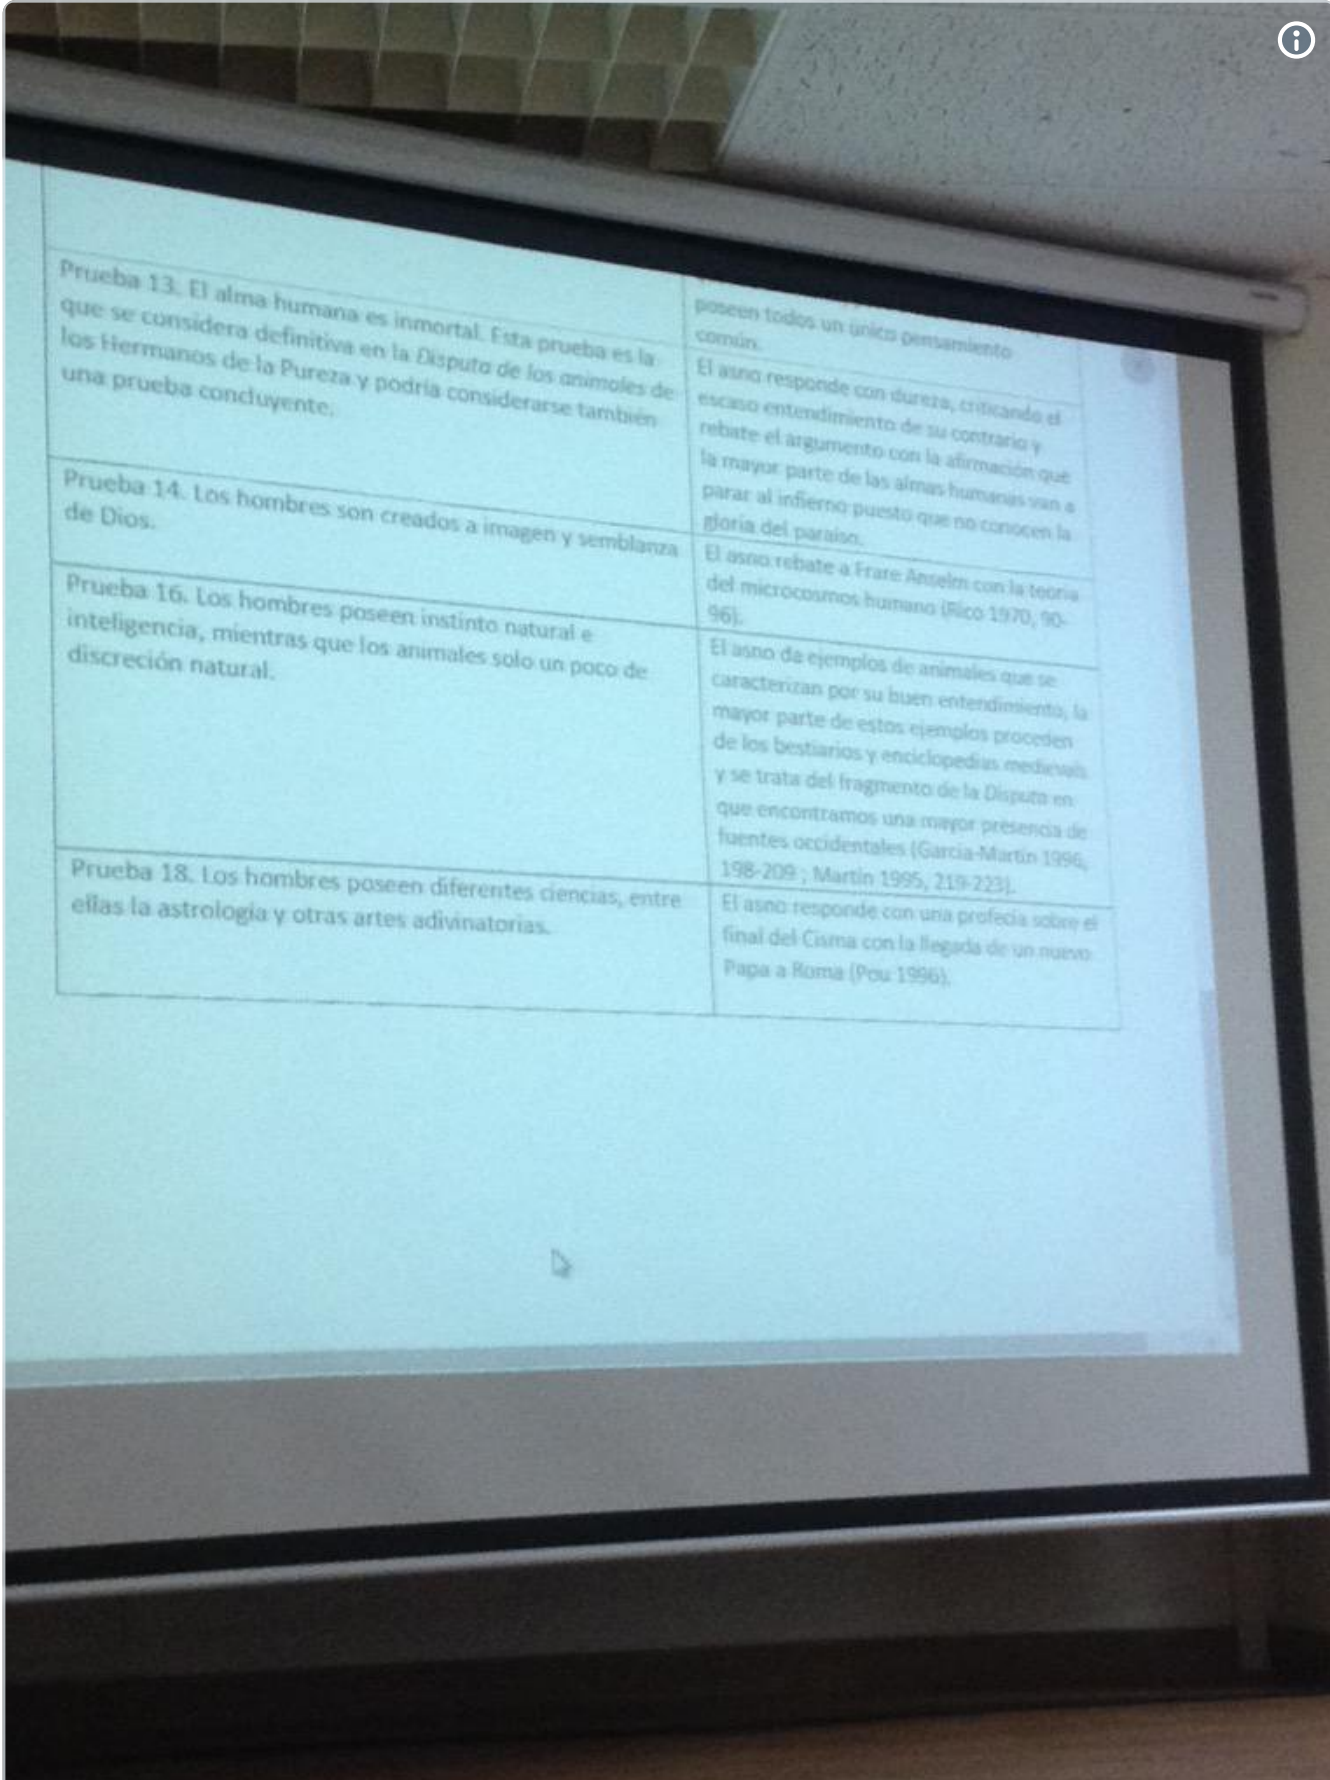 poseen todos un único pensamiento
común.
Prueba 13. El alma humana es inmortal. Esta prueba es la
que se considera definitiva en la Disputa de los animales de
los Hermanos de la Pureza y podría considerarse también
una prueba concluyente.
El asno responde con dureza, criticando el
escaso entendimiento de su contrario y
rebate el argumento con la afirmación que
la mayor parte de las almas humanas van a
parar al infierno puesto que no conocen la
gloria del paraíso.
Prueba 14. Los hombres son creados a imagen y semblanza
de Dios.
El asno rebate a Frare Anselm con la teoría
del microcosmos humano (Rico 1970, 90-
96).
Prueba 16. Los hombres poseen instinto natural e
inteligencia, mientras que los animales solo un poco de
discreción natural.
El asno da ejemplos de animales que se
caracterizan por su buen entendimiento, la
mayor parte de estos ejemplos proceden
de los bestiarios y enciclopedias medievals
y se trata del fragmento de la Disputa en
que encontramos una mayor presencia de
fuentes occidentales (Garcia-Martín 1996,
198-209 ; Martín 1995, 219-223).
Prueba 18. Los hombres poseen diferentes ciencias, entre
ellas la astrología y otras artes adivinatorias.
El asno responde con una profecía sobre el
final del Cisma con la llegada de un nuevo
Papa a Roma (Pou 1996).